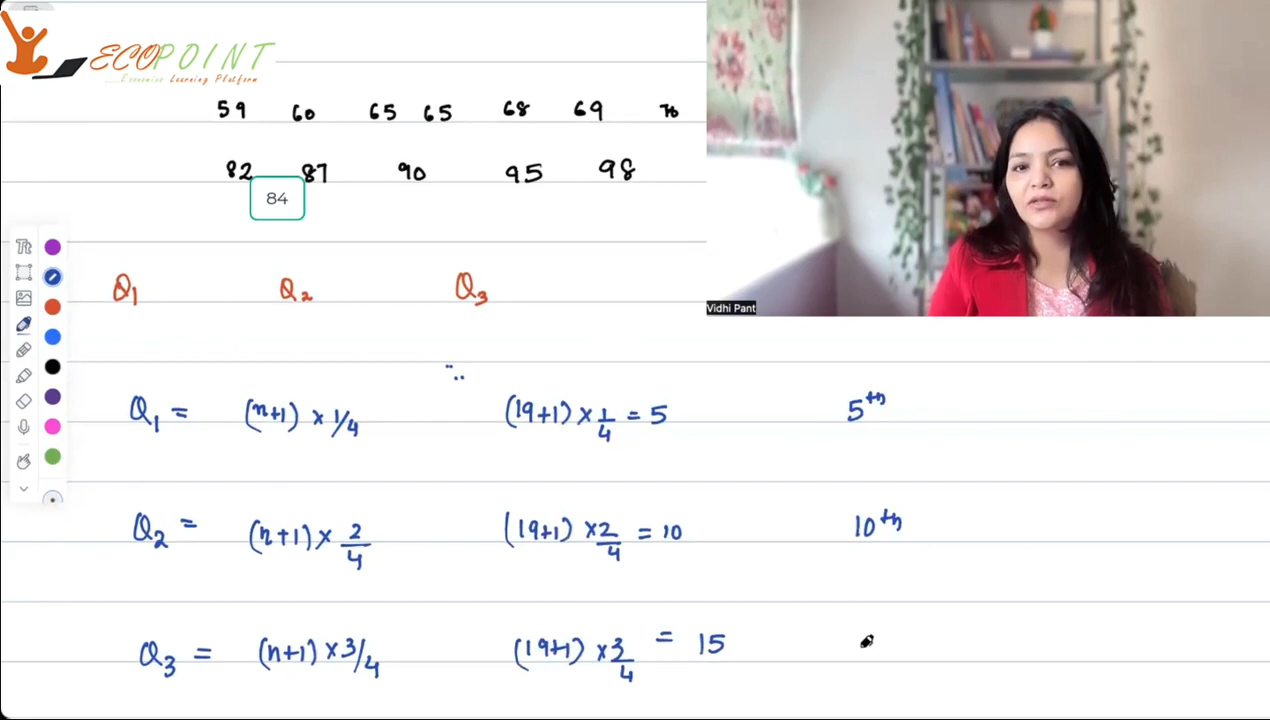 ECOPOINT
.....Economics Learning Platform
59 60 65 65 68 69 70
82 87 90 95 98
84
Tt
Q1 Q2 Q3
Vidhi Pant
Q1 = (n+1) × 1/4 (19+1) × 1/4 = 5 5th
Q2 = (n+1) × 2/4 (19+1) × 2/4 = 10 10th
Q3 = (n+1) × 3/4 (19+1) × 3/4 = 15